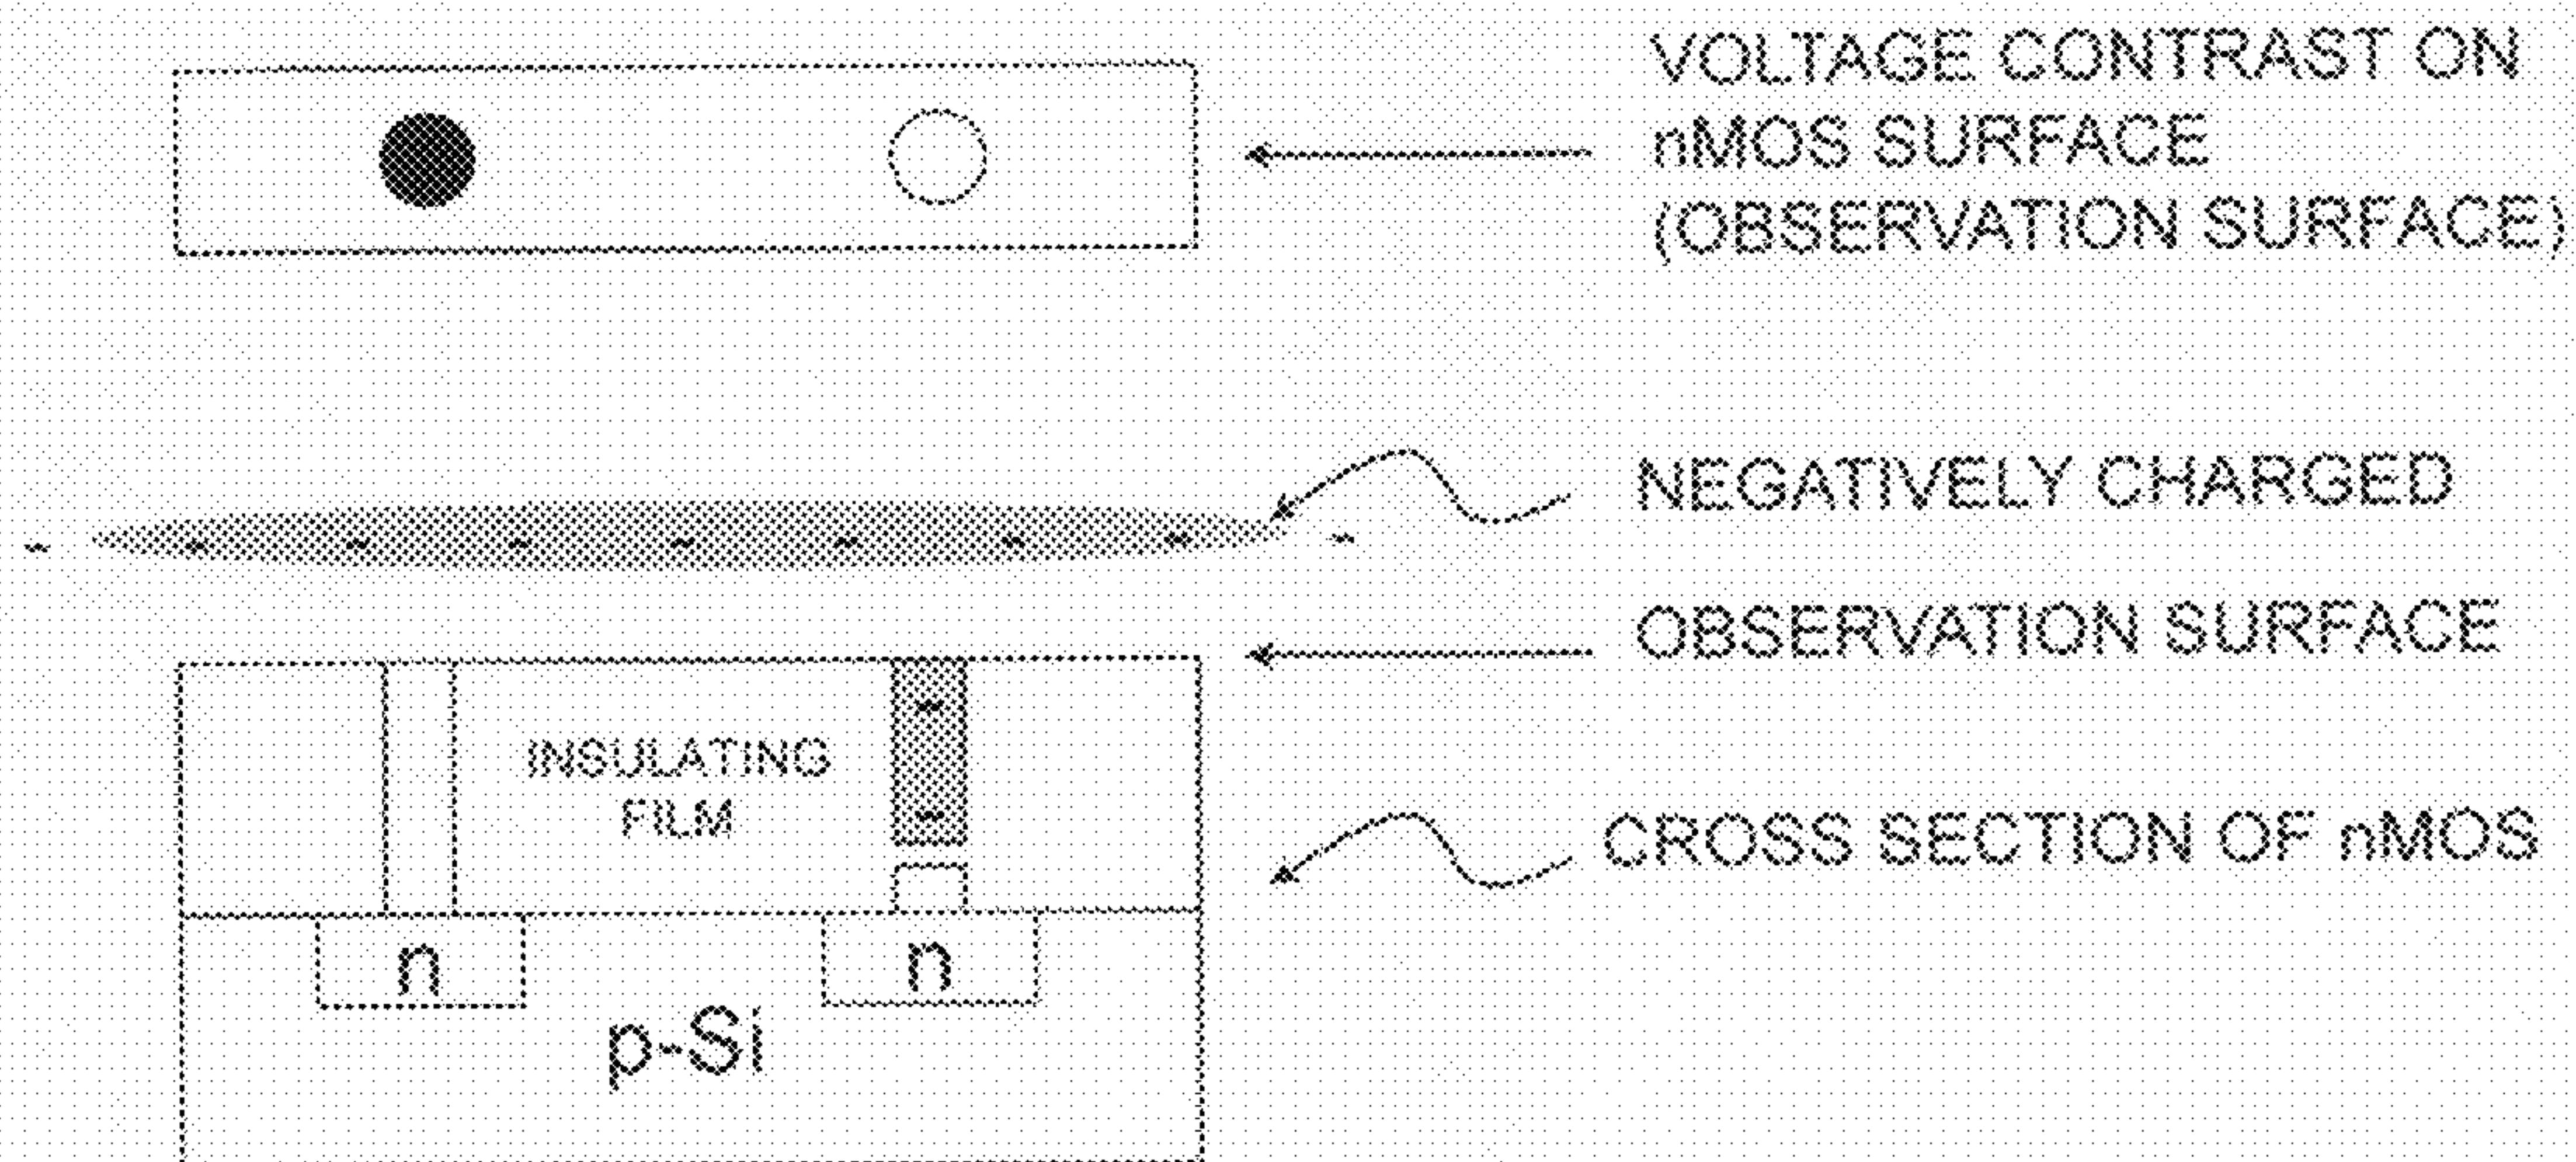 VOLTAGE CONTRAST ON
nMOS SURFACE
(OBSERVATION SURFACE)
NEGATIVELY CHARGED
- - - - - - - - -
OBSERVATION SURFACE
-
INSULATING
FILM
-
CROSS SECTION OF nMOS
n
n
p-Si